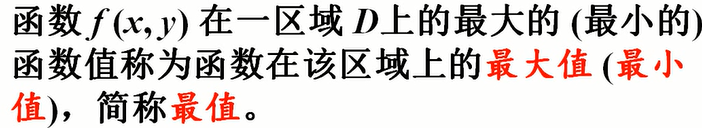 函数 f (x, y) 在一区域 D上的最大的 (最小的)
函数值称为函数在该区域上的最大值 (最小
值)，简称最值。